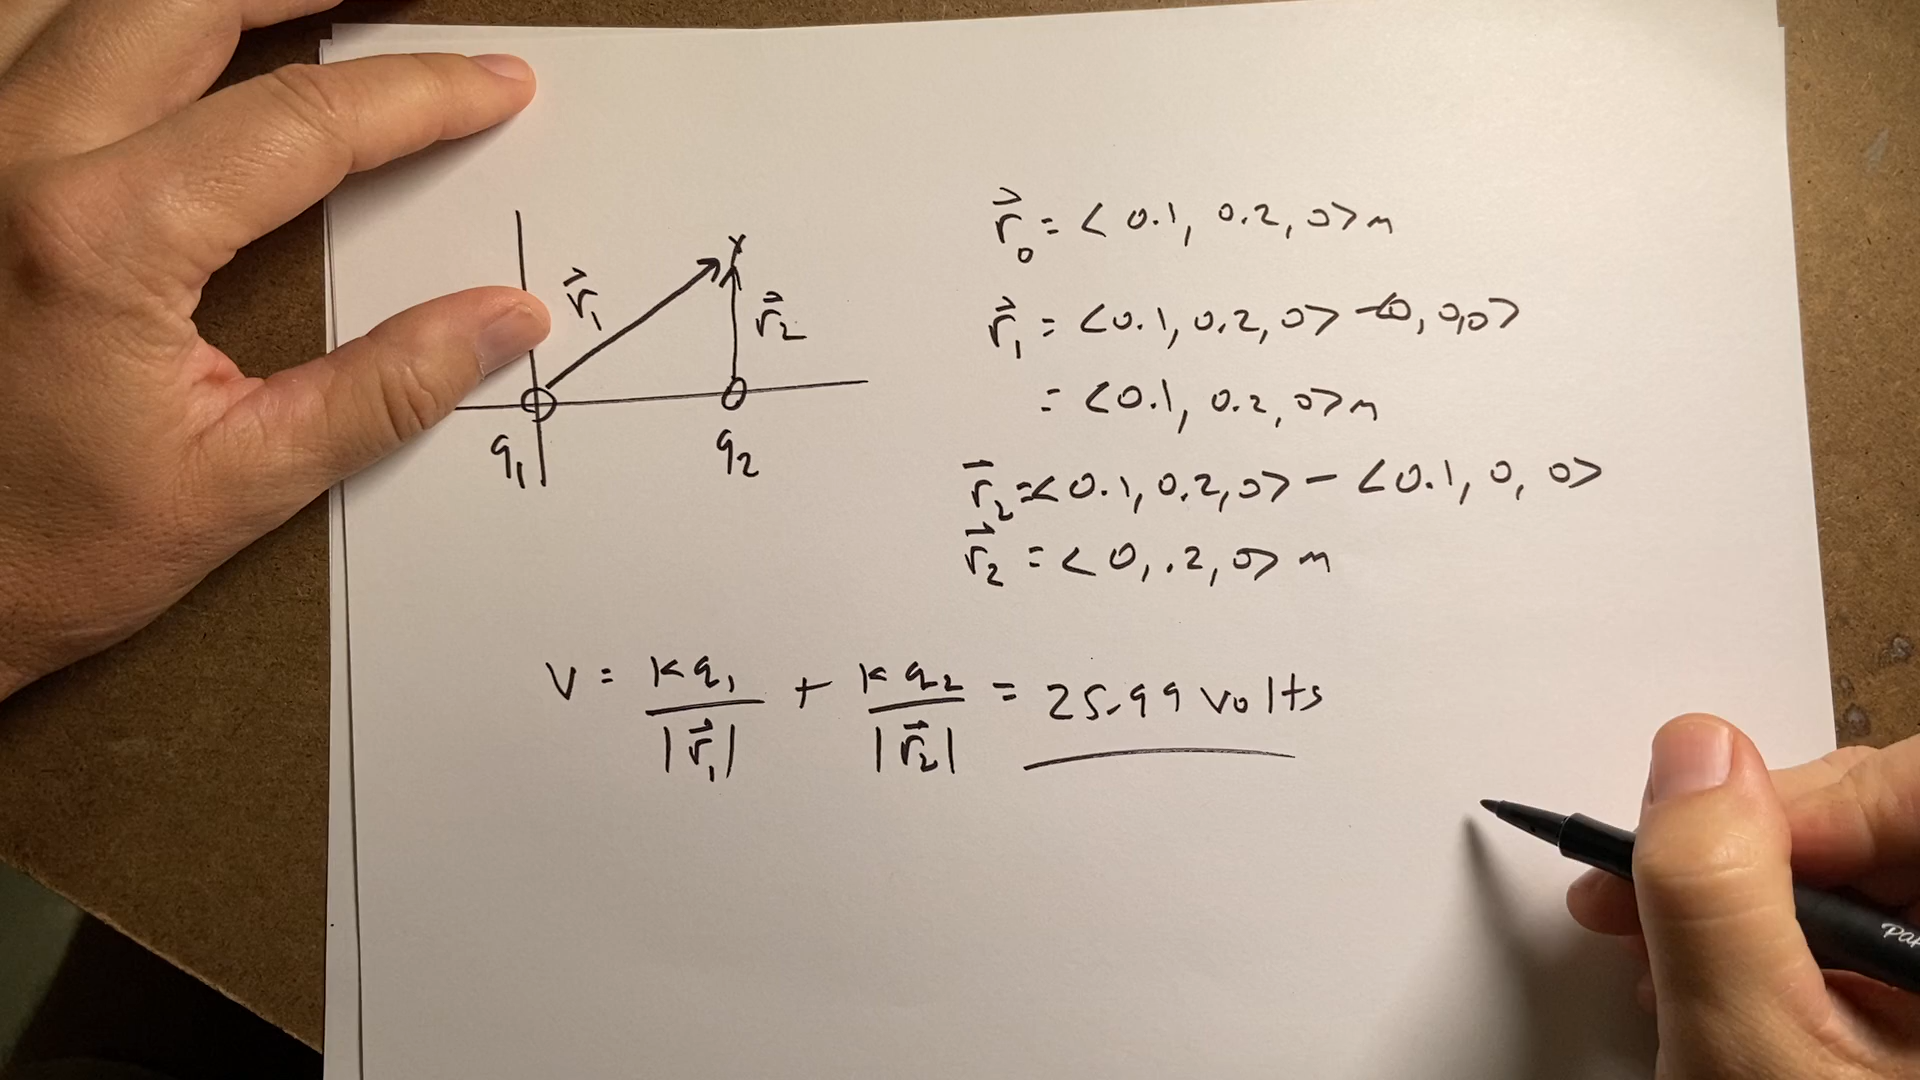 r⃗₀ = < 0.1, 0.2, 0> m
r⃗₁ = <0.1, 0.2, 0> - <0, 0,0>
= <0.1, 0.2, 0> m
r⃗₂ = <0.1, 0.2, 0> - <0.1, 0, 0>
r⃗₂ = <0, .2, 0> m
x
r⃗₁
r⃗₂
q₁
q₂
V = kq₁/|r⃗₁| + kq₂/|r⃗₂| = 25.99 volts